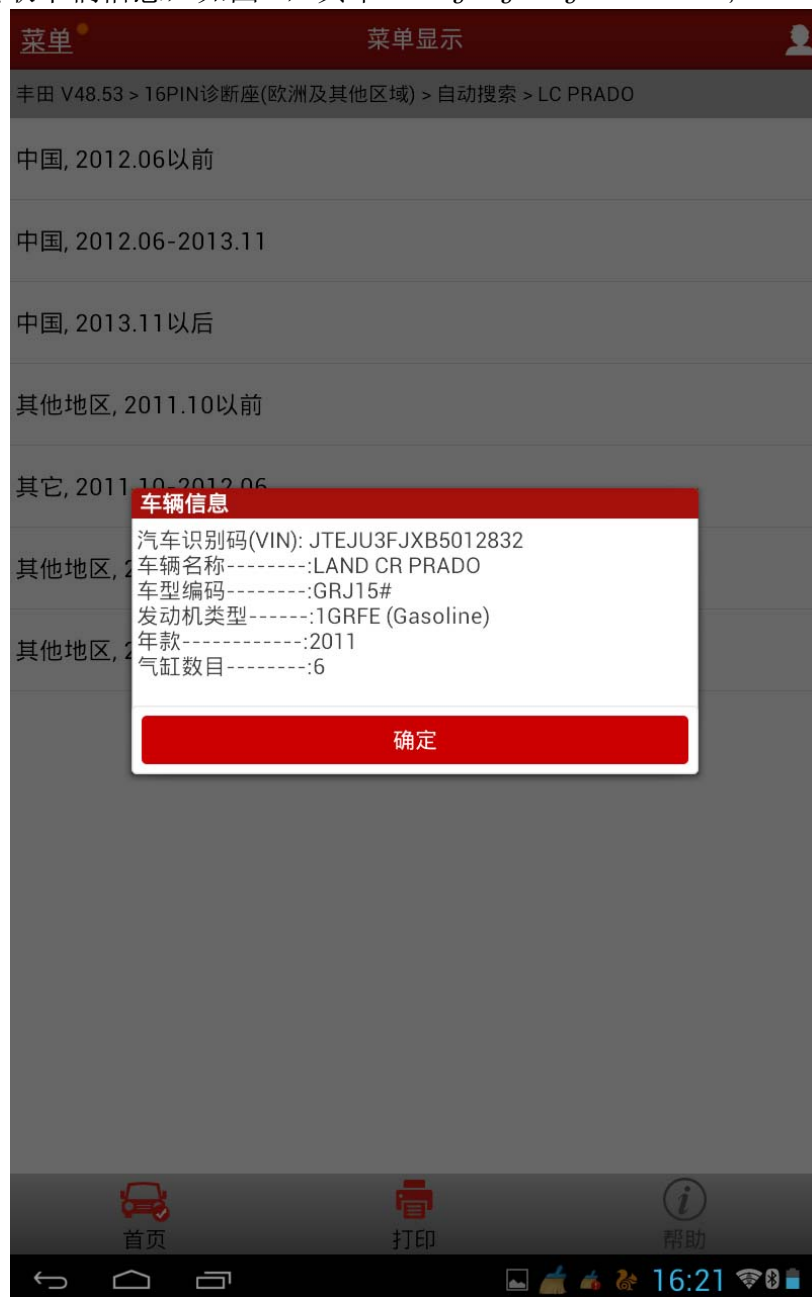 菜单
菜单显示
丰田 V48.53 > 16PIN诊断座(欧洲及其他区域) > 自动搜索 > LC PRADO
中国, 2012.06以前
中国, 2012.06-2013.11
中国, 2013.11以后
其他地区, 2011.10以前
其它, 2011.10-2012.06
其他地区, 2
其他地区, 2
车辆信息
汽车识别码(VIN): JTEJU3FJXB5012832
车辆名称--------:LAND CR PRADO
车型编码--------:GRJ15#
发动机类型------:1GRFE (Gasoline)
年款------------:2011
气缸数目--------:6
确定
首页
打印
帮助
16:21